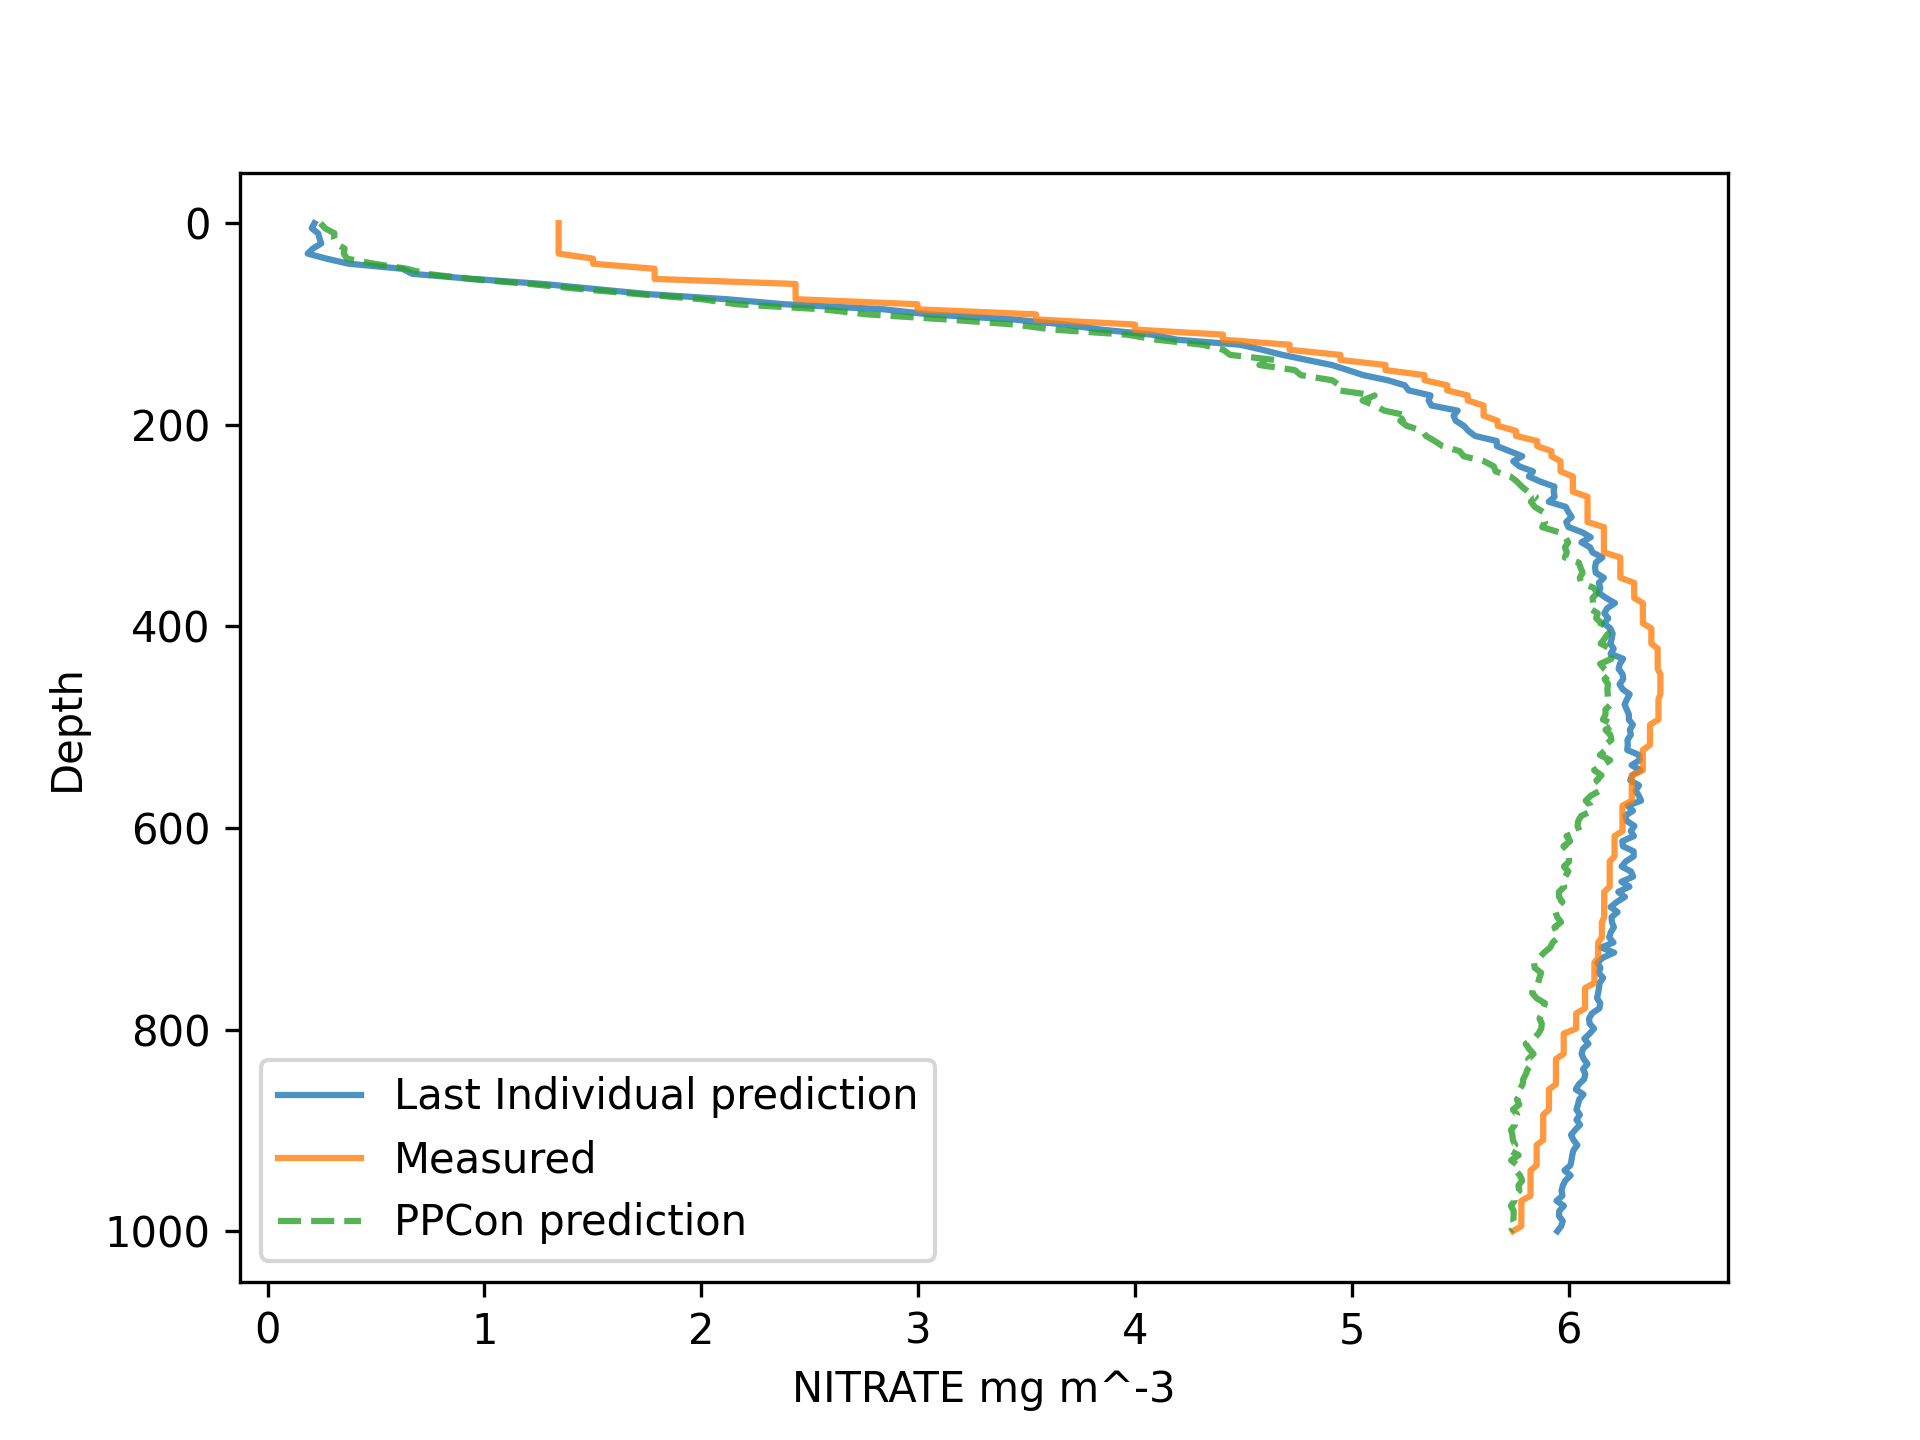 0
200
400
600
800
1000
Depth
Last Individual prediction
Measured
PPCon prediction
0 1 2 3 4 5 6
NITRATE mg m^-3